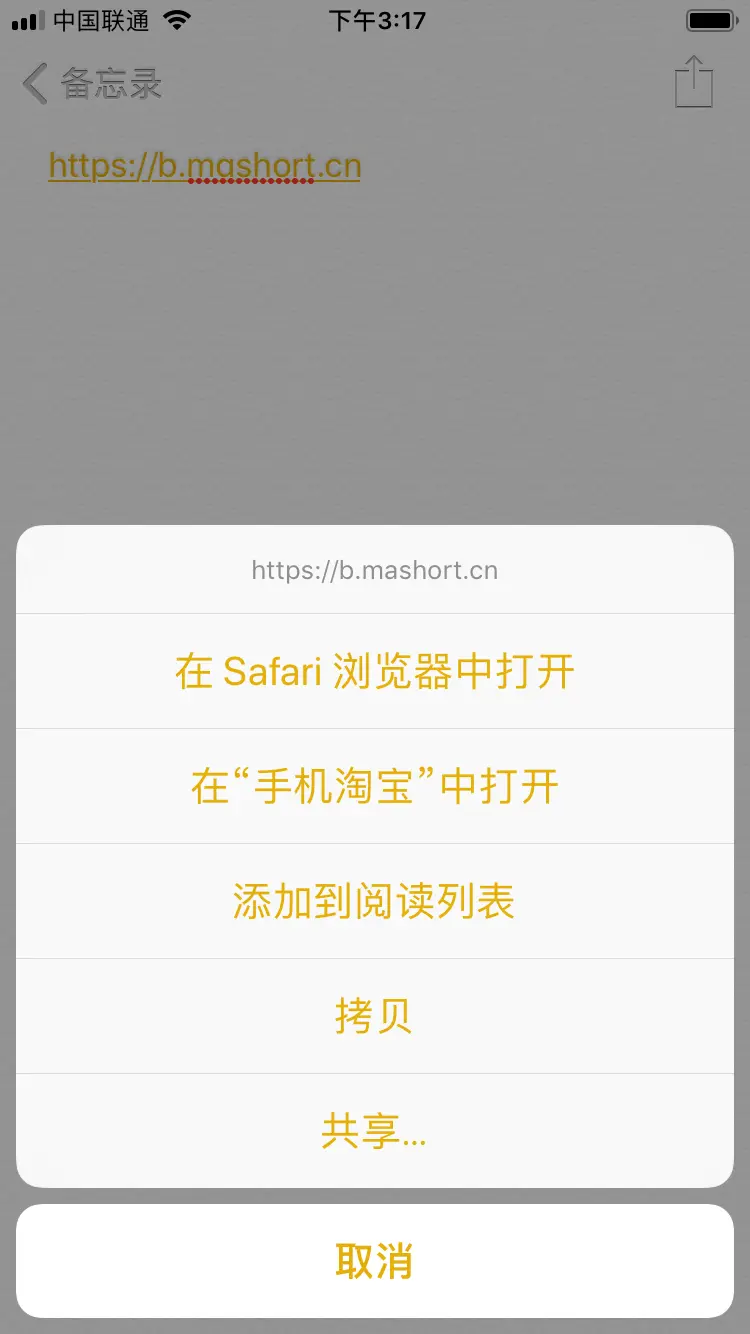 中国联通 下午3:17
备忘录
https://b.mashort.cn
https://b.mashort.cn
在 Safari 浏览器中打开
在“手机淘宝”中打开
添加到阅读列表
拷贝
共享...
取消